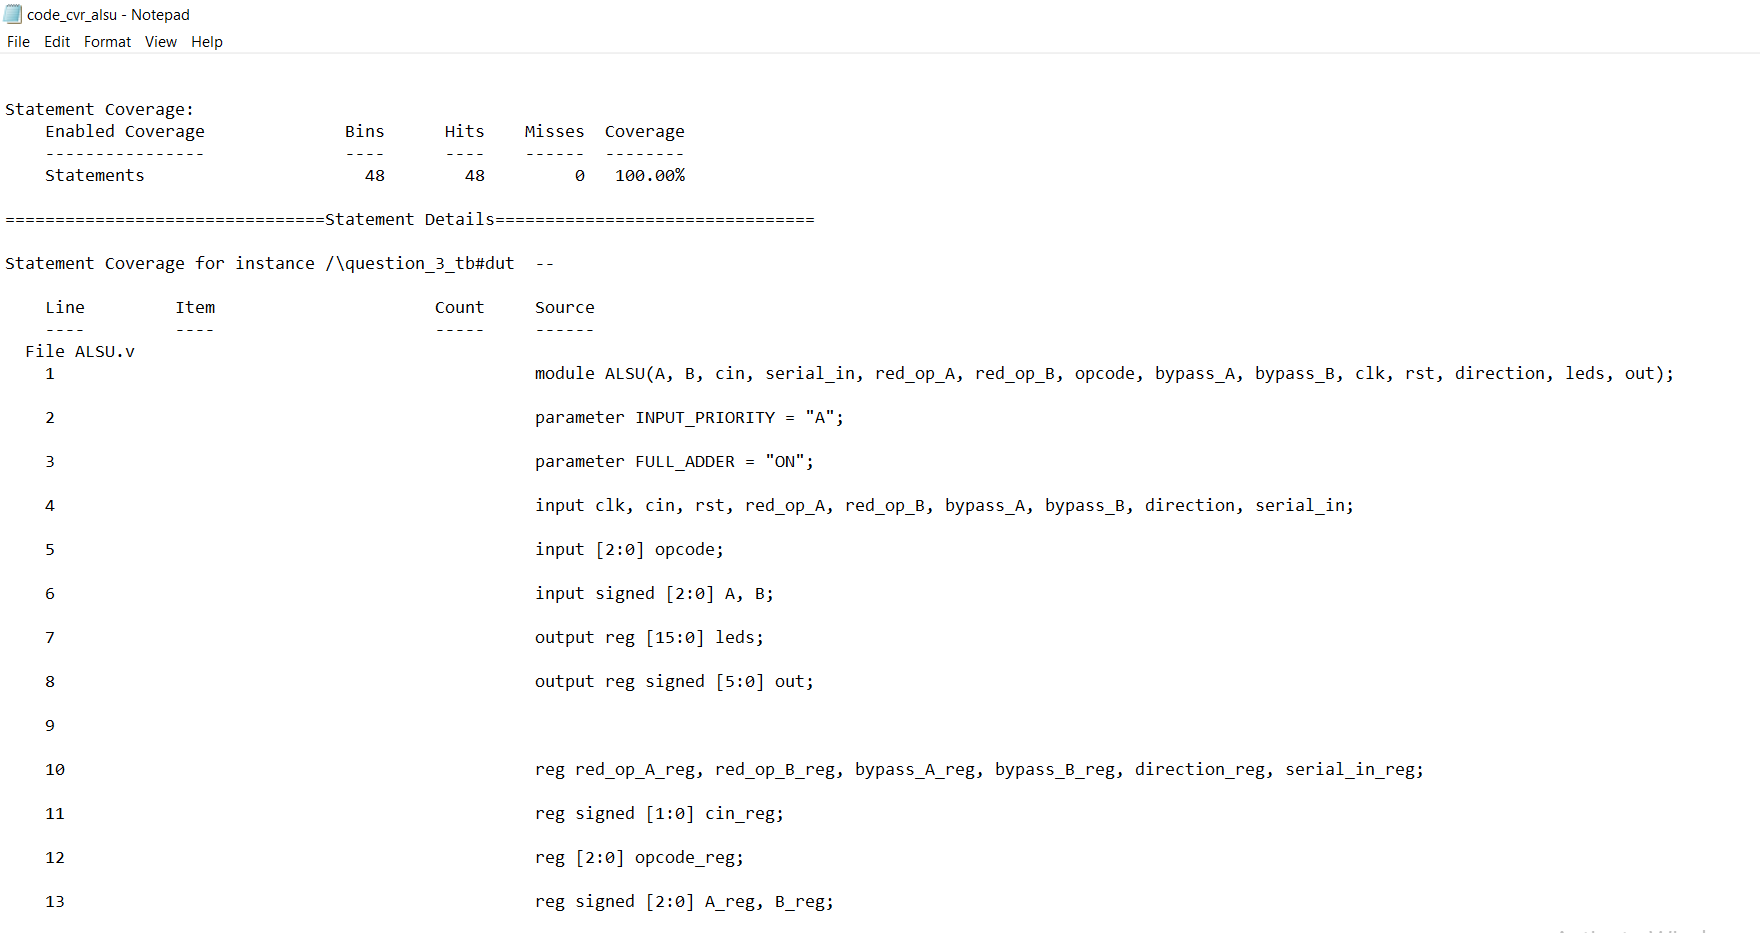 code_cvr_alsu - Notepad
File Edit Format View Help
Statement Coverage:
Enabled Coverage Bins Hits Misses Coverage
---------------- ---- ---- ------ --------
Statements 48 48 0 100.00%
================================Statement Details================================
Statement Coverage for instance /\question_3_tb#dut --
Line Item Count Source
---- ---- ----- ------
File ALSU.v
1 module ALSU(A, B, cin, serial_in, red_op_A, red_op_B, opcode, bypass_A, bypass_B, clk, rst, direction, leds, out);
2 parameter INPUT_PRIORITY = "A";
3 parameter FULL_ADDER = "ON";
4 input clk, cin, rst, red_op_A, red_op_B, bypass_A, bypass_B, direction, serial_in;
5 input [2:0] opcode;
6 input signed [2:0] A, B;
7 output reg [15:0] leds;
8 output reg signed [5:0] out;
9
10 reg red_op_A_reg, red_op_B_reg, bypass_A_reg, bypass_B_reg, direction_reg, serial_in_reg;
11 reg signed [1:0] cin_reg;
12 reg [2:0] opcode_reg;
13 reg signed [2:0] A_reg, B_reg;